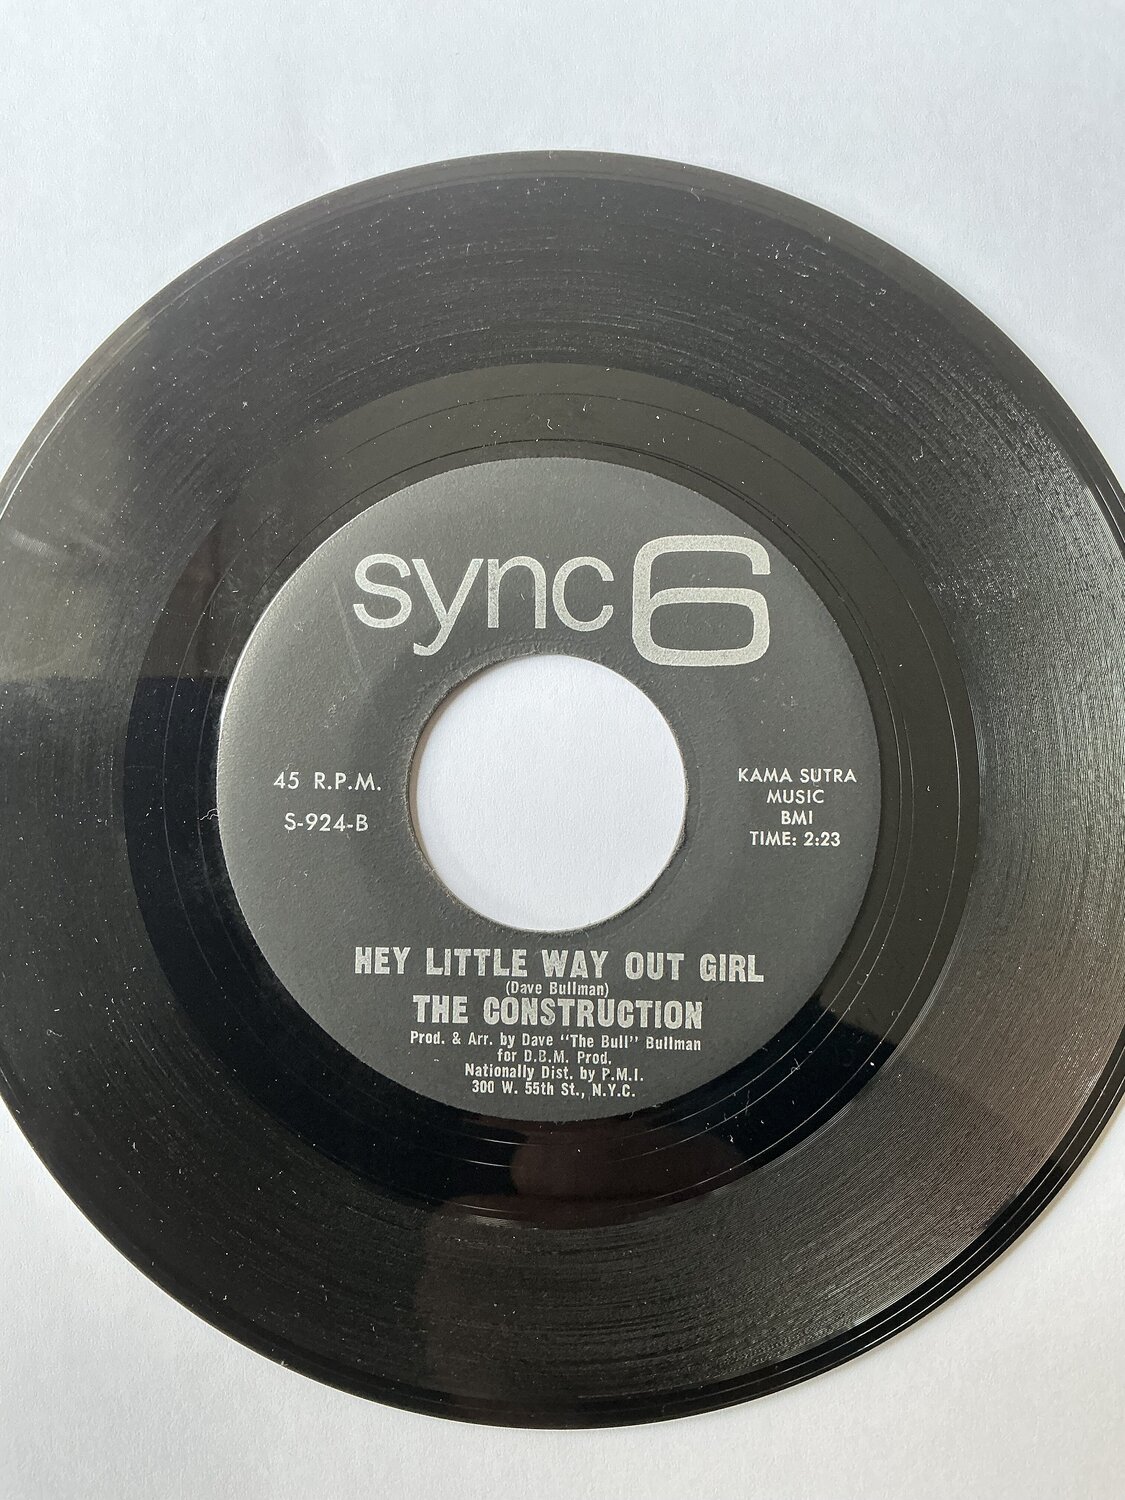 sync6
45 R.P.M.
S-924-B
KAMA SUTRA
MUSIC
BMI
TIME: 2:23
HEY LITTLE WAY OUT GIRL
(Dave Bullman)
THE CONSTRUCTION
Prod. & Arr. by Dave "The Bull" Bullman
for D.B.M. Prod.
Nationally Dist. by P.M.I.
300 W. 55th St., N.Y.C.